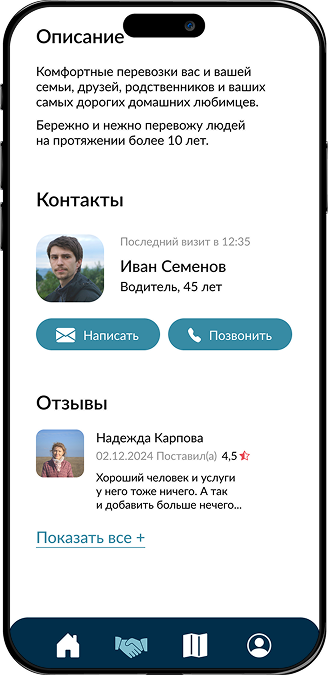 Описание
Комфортные перевозки вас и вашей
семьи, друзей, родственников и ваших
самых дорогих домашних любимцев.
Бережно и нежно перевожу людей
на протяжении более 10 лет.
Контакты
Последний визит в 12:35
Иван Семенов
Водитель, 45 лет
Написать
Позвонить
Отзывы
Надежда Карпова
02.12.2024 Поставил(а) 4,5
Хороший человек и услуги
у него тоже ничего. А так
и добавить больше нечего...
Показать все +